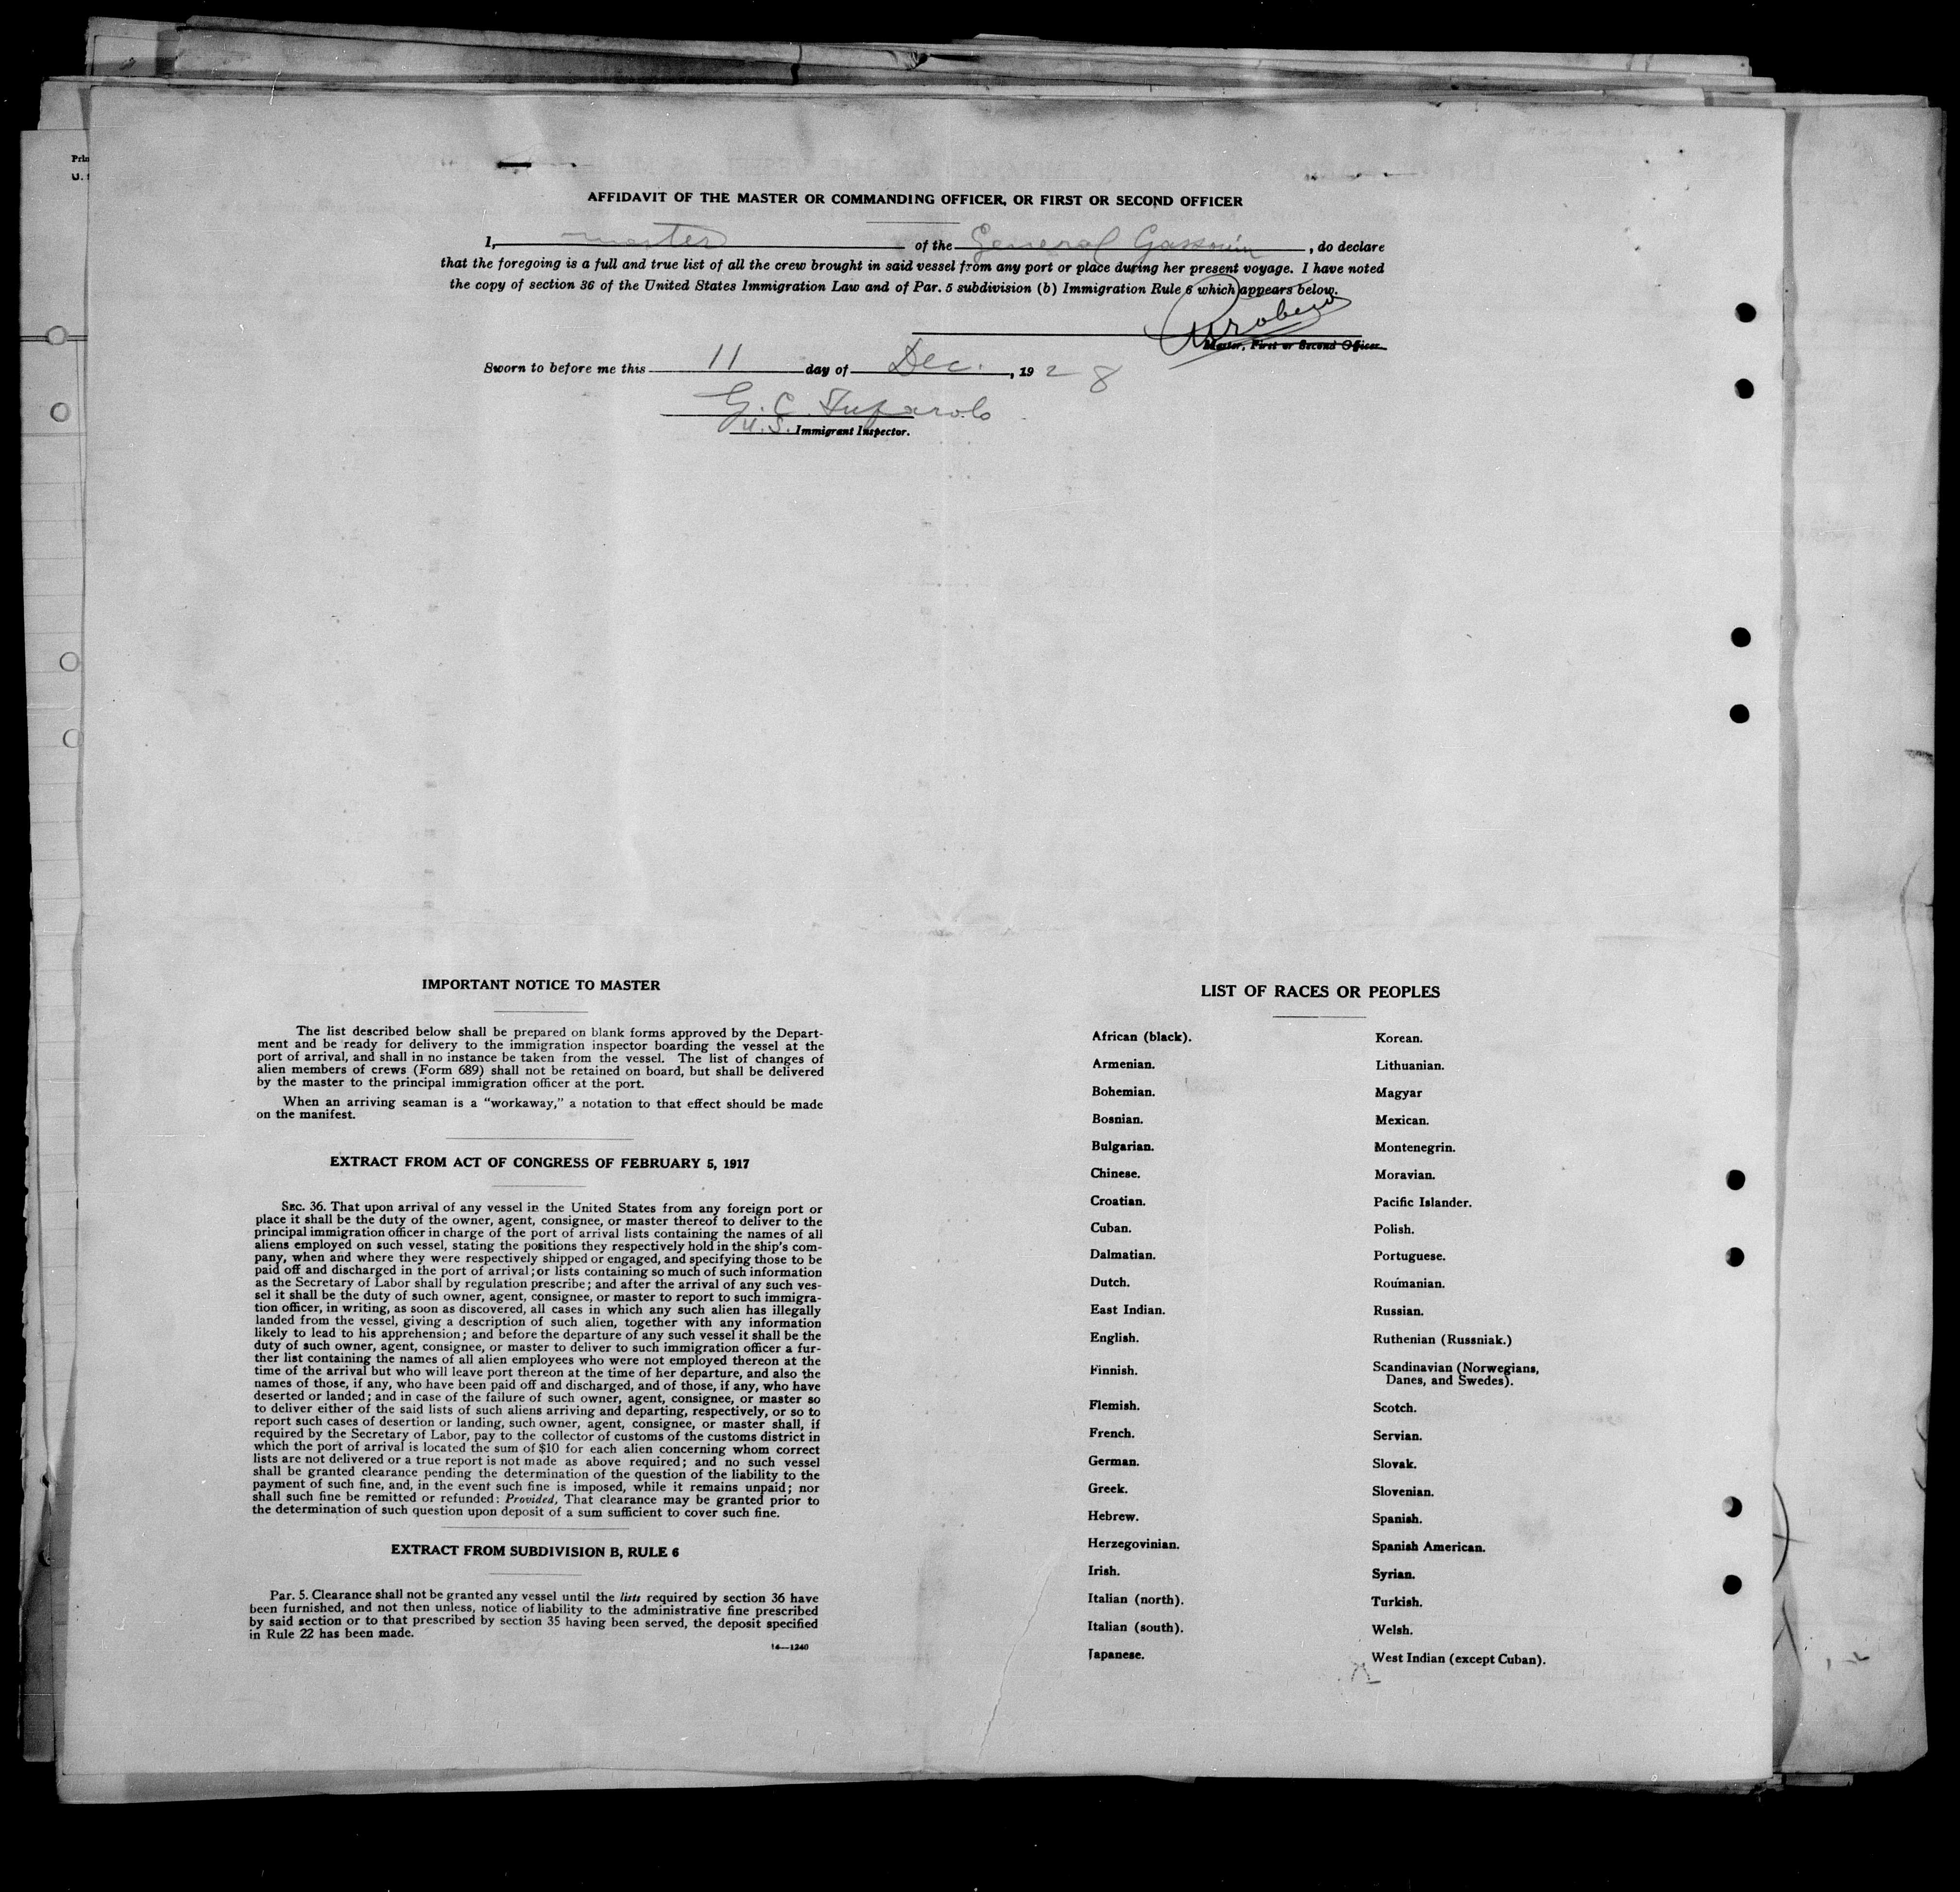 Pri
U. S
AFFIDAVIT OF THE MASTER OR COMMANDING OFFICER, OR FIRST OR SECOND OFFICER
I, master of the General Gassouin, do declare
that the foregoing is a full and true list of all the crew brought in said vessel from any port or place during her present voyage. I have noted
the copy of section 36 of the United States Immigration Law and of Par. 5 subdivision (b) Immigration Rule 6 which appears below.
Master, First or Second Officer.
Sworn to before me this 11 day of Dec., 1928
G. C.
U.S. Immigrant Inspector.
IMPORTANT NOTICE TO MASTER
The list described below shall be prepared on blank forms approved by the Depart-
ment and be ready for delivery to the immigration inspector boarding the vessel at the
port of arrival, and shall in no instance be taken from the vessel. The list of changes of
alien members of crews (Form 689) shall not be retained on board, but shall be delivered
by the master to the principal immigration officer at the port.
When an arriving seaman is a "workaway," a notation to that effect should be made
on the manifest.
EXTRACT FROM ACT OF CONGRESS OF FEBRUARY 5, 1917
SEC. 36. That upon arrival of any vessel in the United States from any foreign port or
place it shall be the duty of the owner, agent, consignee, or master thereof to deliver to the
principal immigration officer in charge of the port of arrival lists containing the names of all
aliens employed on such vessel, stating the positions they respectively hold in the ship's com-
pany, when and where they were respectively shipped or engaged, and specifying those to be
paid off and discharged in the port of arrival; or lists containing so much of such information
as the Secretary of Labor shall by regulation prescribe; and after the arrival of any such ves-
sel it shall be the duty of such owner, agent, consignee, or master to report to such immigra-
tion officer, in writing, as soon as discovered, all cases in which any such alien has illegally
landed from the vessel, giving a description of such alien, together with any information
likely to lead to his apprehension; and before the departure of any such vessel it shall be the
duty of such owner, agent, consignee, or master to deliver to such immigration officer a fur-
ther list containing the names of all alien employees who were not employed thereon at the
time of the arrival but who will leave port thereon at the time of her departure, and also the
names of those, if any, who have been paid off and discharged, and of those, if any, who have
deserted or landed; and in case of the failure of such owner, agent, consignee, or master so
to deliver either of the said lists of such aliens arriving and departing, respectively, or so to
report such cases of desertion or landing, such owner, agent, consignee, or master shall, if
required by the Secretary of Labor, pay to the collector of customs of the customs district in
which the port of arrival is located the sum of $10 for each alien concerning whom correct
lists are not delivered or a true report is not made as above required; and no such vessel
shall be granted clearance pending the determination of the question of the liability to the
payment of such fine, and, in the event such fine is imposed, while it remains unpaid; nor
shall such fine be remitted or refunded: Provided, That clearance may be granted prior to
the determination of such question upon deposit of a sum sufficient to cover such fine.
EXTRACT FROM SUBDIVISION B, RULE 6
Par. 5. Clearance shall not be granted any vessel until the lists required by section 36 have
been furnished, and not then unless, notice of liability to the administrative fine prescribed
by said section or to that prescribed by section 35 having been served, the deposit specified
in Rule 22 has been made.
14—1240
LIST OF RACES OR PEOPLES
African (black).
Armenian.
Bohemian.
Bosnian.
Bulgarian.
Chinese.
Croatian.
Cuban.
Dalmatian.
Dutch.
East Indian.
English.
Finnish.
Flemish.
French.
German.
Greek.
Hebrew.
Herzegovinian.
Irish.
Italian (north).
Italian (south).
Japanese.
Korean.
Lithuanian.
Magyar
Mexican.
Montenegrin.
Moravian.
Pacific Islander.
Polish.
Portuguese.
Roumanian.
Russian.
Ruthenian (Russniak.)
Scandinavian (Norwegians,
Danes, and Swedes).
Scotch.
Servian.
Slovak.
Slovenian.
Spanish.
Spanish American.
Syrian.
Turkish.
Welsh.
West Indian (except Cuban).